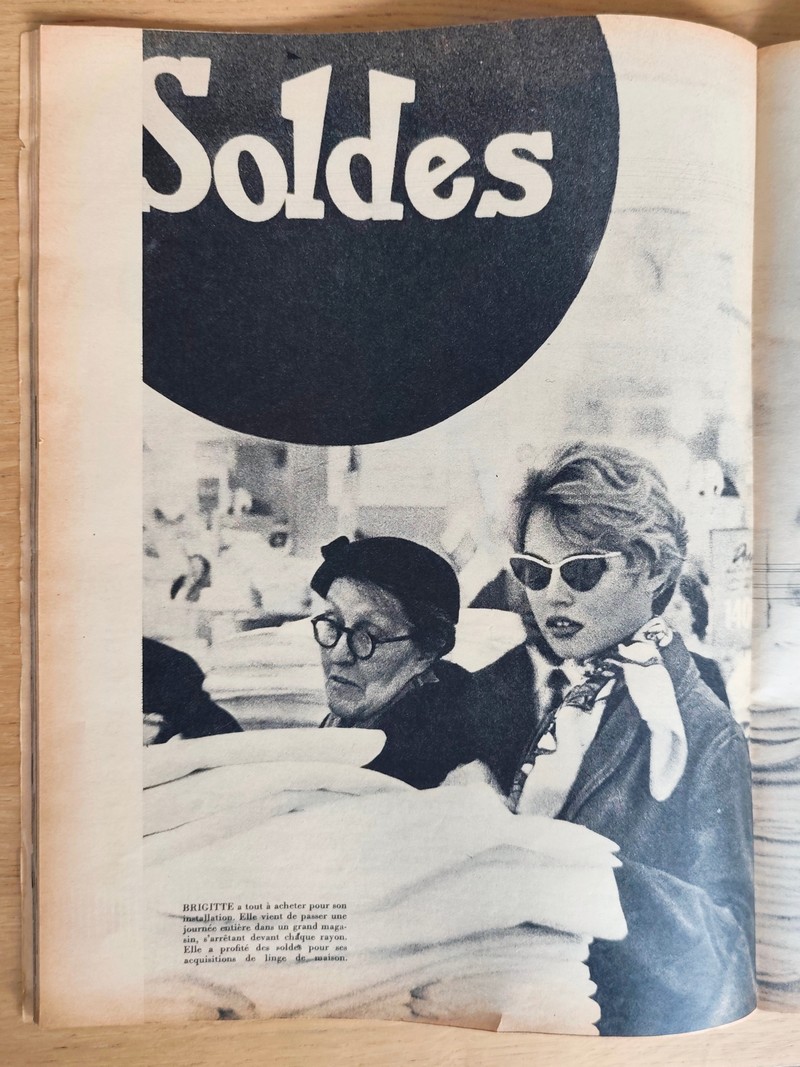 Soldes
BRIGITTE a tout à acheter pour son
installation. Elle vient de passer une
journée entière dans un grand maga-
sin, s'arrêtant devant chaque rayon.
Elle a profité des soldes pour ses
acquisitions de linge de maison.
140